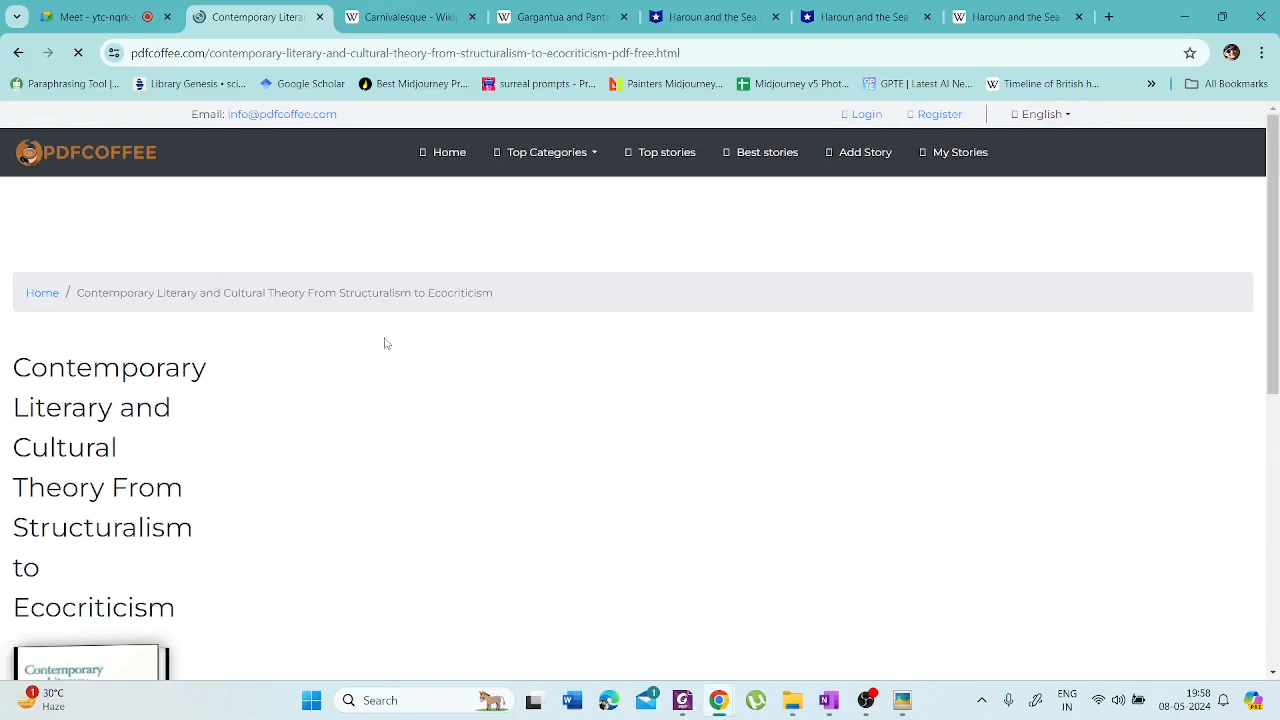 Meet - ytc-nrk-
Contemporary Litera
Carnivalesque - Wiki
Gargantua and Panta
Haroun and the Sea
Haroun and the Sea
Haroun and the Sea
pdfcoffee.com/contemporary-literary-and-cultural-theory-from-structuralism-to-ecocriticism-pdf-free.html
Paraphrasing Tool |...
Library Genesis • sci...
Google Scholar
Best Midjourney Pr...
surreal prompts - Pr...
Painters Midjourney...
Midjourney v5 Phot...
GPTE | Latest AI Ne...
Timeline of British h...
»
All Bookmarks
Email: info@pdfcoffee.com
Login
Register
English
PDFCOFFEE
Home
Top Categories
Top stories
Best stories
Add Story
My Stories
Home / Contemporary Literary and Cultural Theory From Structuralism to Ecocriticism
Contemporary
Literary and
Cultural
Theory From
Structuralism
to
Ecocriticism
Contemporary
1
30°C
Haze
Search
1
ENG
IN
19:58
08-05-2024